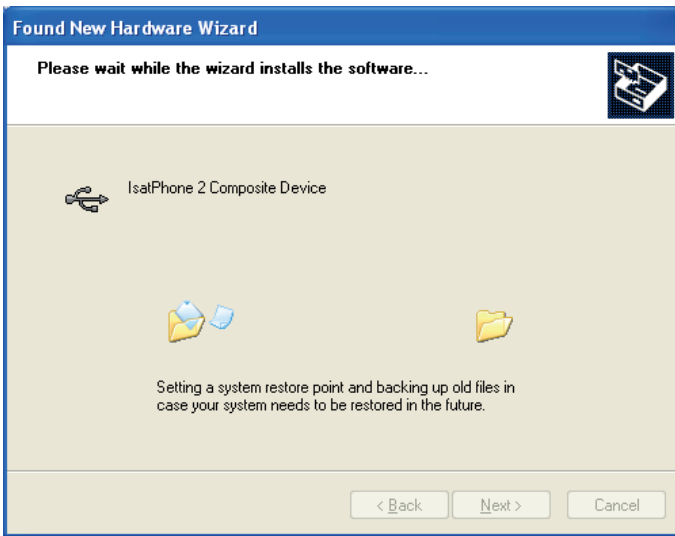 Found New Hardware Wizard
Please wait while the wizard installs the software...
IsatPhone 2 Composite Device
Setting a system restore point and backing up old files in
case your system needs to be restored in the future.
< Back Next > Cancel